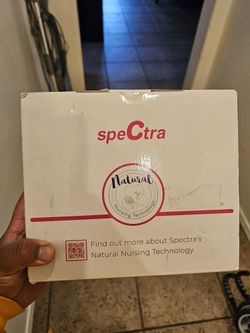 speCtra
Natural
Nursing Technology
Find out more about Spectra's
Natural Nursing Technology